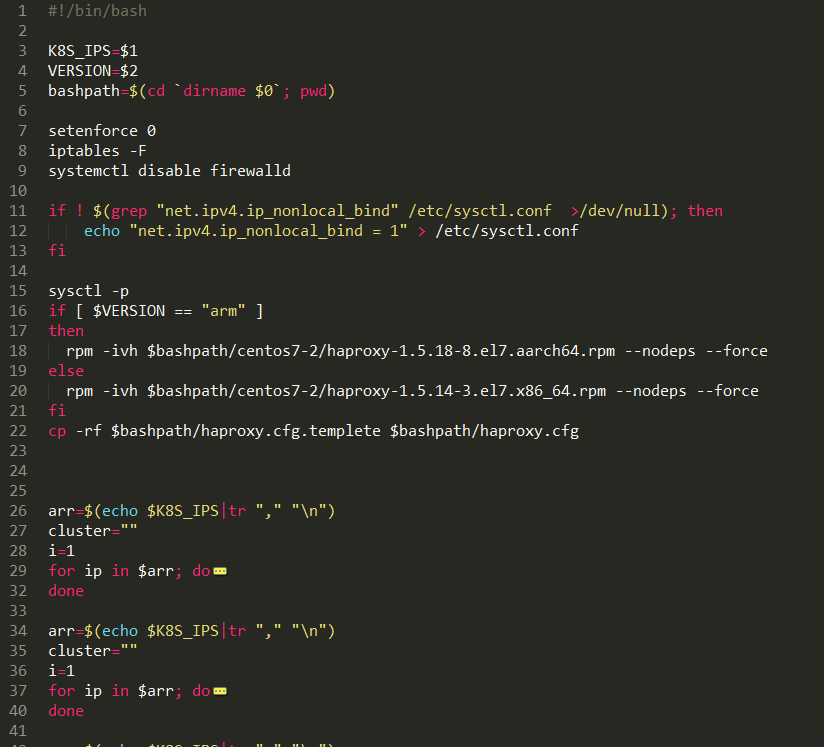 1 #!/bin/bash
2
3 K8S_IPS=$1
4 VERSION=$2
5 bashpath=$(cd `dirname $0`; pwd)
6
7 setenforce 0
8 iptables -F
9 systemctl disable firewalld
10
11 if ! $(grep "net.ipv4.ip_nonlocal_bind" /etc/sysctl.conf  >/dev/null); then
12     echo "net.ipv4.ip_nonlocal_bind = 1" > /etc/sysctl.conf
13 fi
14
15 sysctl -p
16 if [ $VERSION == "arm" ]
17 then
18   rpm -ivh $bashpath/centos7-2/haproxy-1.5.18-8.el7.aarch64.rpm --nodeps --force
19 else
20   rpm -ivh $bashpath/centos7-2/haproxy-1.5.14-3.el7.x86_64.rpm --nodeps --force
21 fi
22 cp -rf $bashpath/haproxy.cfg.templete $bashpath/haproxy.cfg
23
24
25
26 arr=$(echo $K8S_IPS|tr "," "\n")
27 cluster=""
28 i=1
29 for ip in $arr; do
32 done
33
34 arr=$(echo $K8S_IPS|tr "," "\n")
35 cluster=""
36 i=1
37 for ip in $arr; do
40 done
41